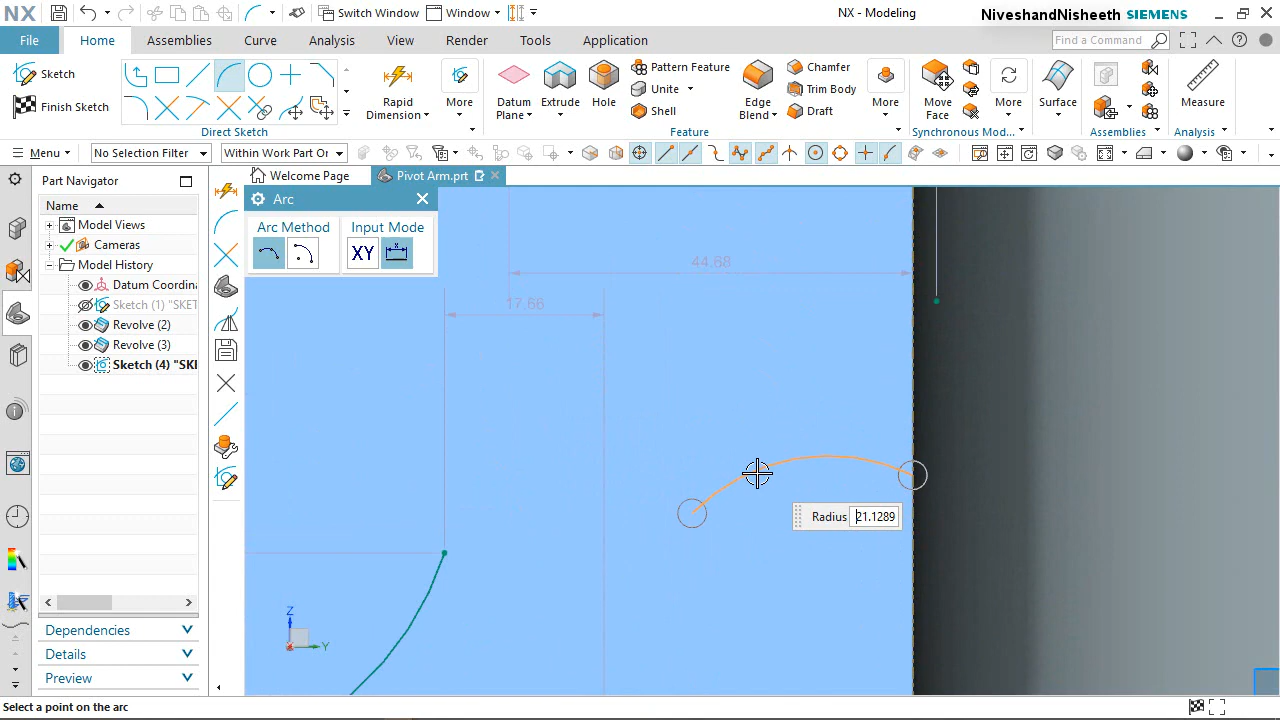 NX
Switch Window
Window
NX - Modeling
NiveshandNisheeth SIEMENS
File
Home
Assemblies
Curve
Analysis
View
Render
Tools
Application
Find a Command
Sketch
Finish Sketch
Direct Sketch
Rapid
Dimension
More
Datum
Plane
Extrude
Hole
Pattern Feature
Unite
Shell
Edge
Blend
Chamfer
Trim Body
Draft
More
Feature
Move
Face
More
Synchronous Mod...
Surface
Assemblies
Measure
Analysis
Menu
No Selection Filter
Within Work Part On
Part Navigator
Welcome Page
Pivot Arm.prt
Name
Model Views
Cameras
Model History
Datum Coordina
Sketch (1) "SKET
Revolve (2)
Revolve (3)
Sketch (4) "SKE
Dependencies
Details
Preview
Arc
Arc Method
Input Mode
XY
44.68
17.66
Radius 21.1289
Z
Y
Select a point on the arc